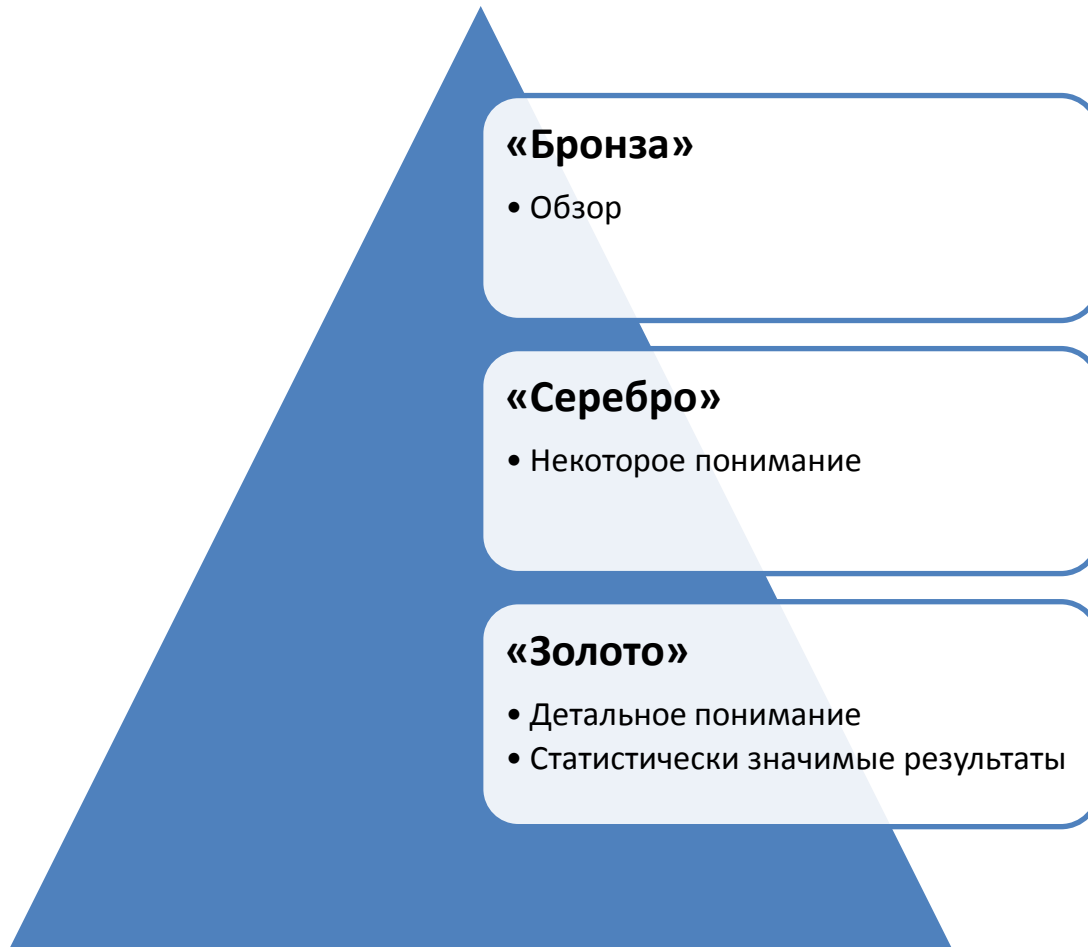 «Бронза»
• Обзор
«Серебро»
• Некоторое понимание
«Золото»
• Детальное понимание
• Статистически значимые результаты